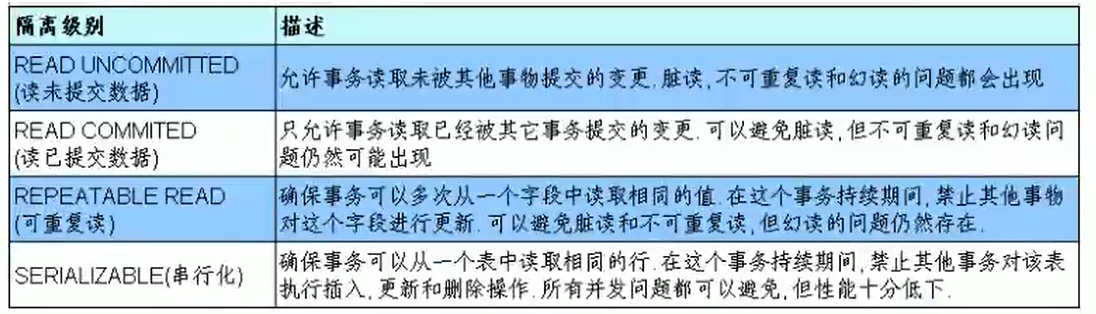 隔离级别 描述
READ UNCOMMITTED
(读未提交数据)
允许事务读取未被其他事物提交的变更.脏读,不可重复读和幻读的问题都会出现
READ COMMITED
(读已提交数据)
只允许事务读取已经被其它事务提交的变更.可以避免脏读,但不可重复读和幻读问
题仍然可能出现
REPEATABLE READ
(可重复读)
确保事务可以多次从一个字段中读取相同的值.在这个事务持续期间,禁止其他事物
对这个字段进行更新.可以避免脏读和不可重复读,但幻读的问题仍然存在.
SERIALIZABLE(串行化)
确保事务可以从一个表中读取相同的行.在这个事务持续期间,禁止其他事务对该表
执行插入,更新和删除操作.所有并发问题都可以避免,但性能十分低下.